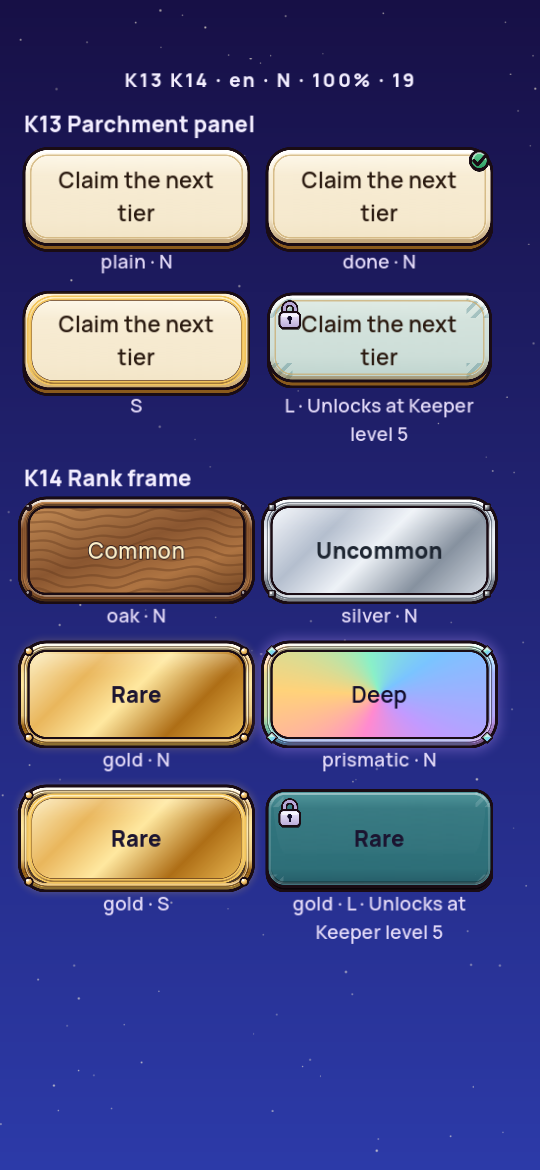 K13 K14 · en · N · 100% · 19
K13 Parchment panel
Claim the next
tier
Claim the next
tier
plain · N
done · N
Claim the next
tier
Claim the next
tier
S
L · Unlocks at Keeper
level 5
K14 Rank frame
Common
Uncommon
oak · N
silver · N
Rare
Deep
gold · N
prismatic · N
Rare
Rare
gold · S
gold · L · Unlocks at
Keeper level 5